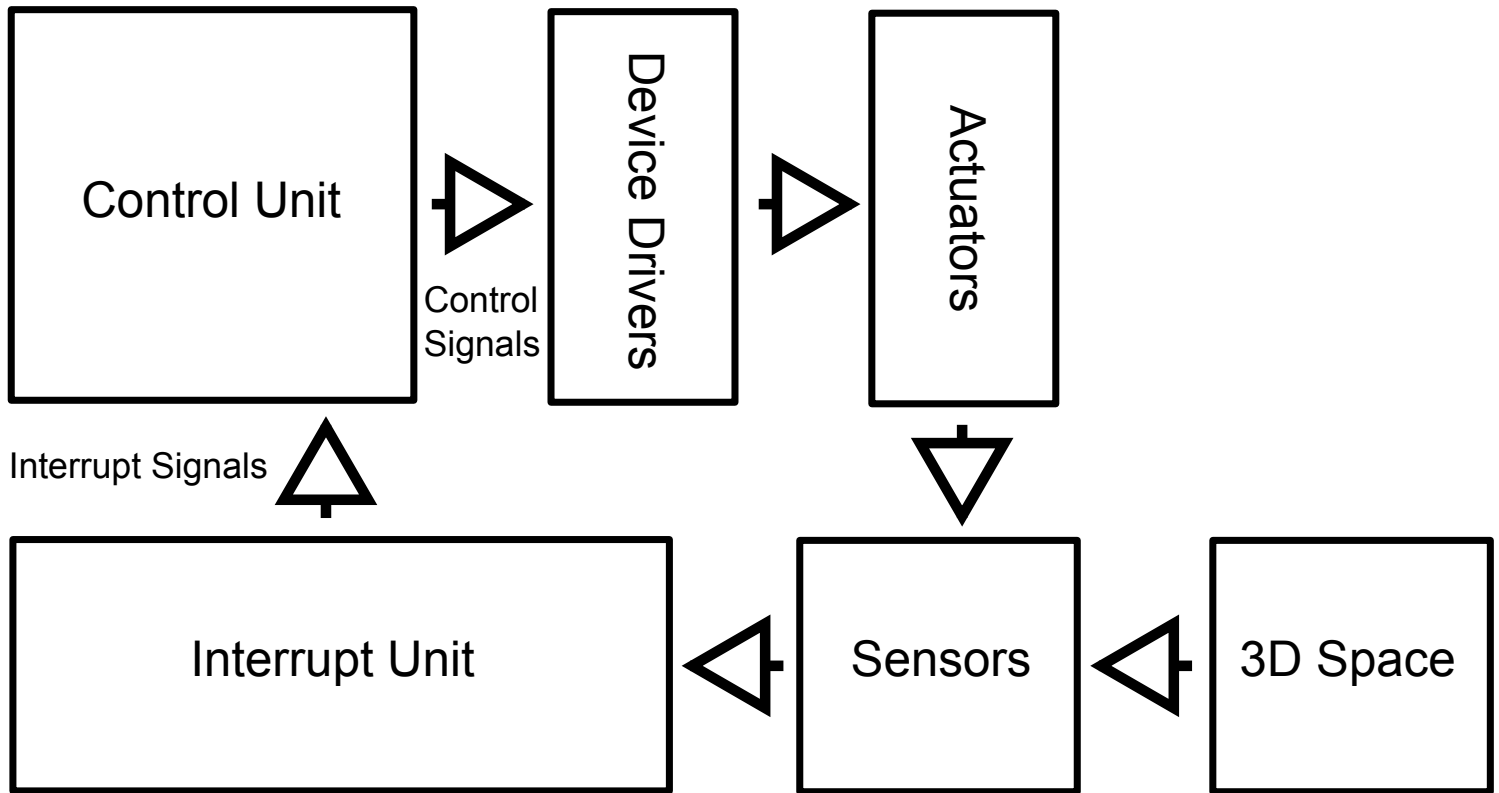 Control Unit
Control
Signals
Device Drivers
Actuators
Interrupt Signals
Interrupt Unit
Sensors
3D Space